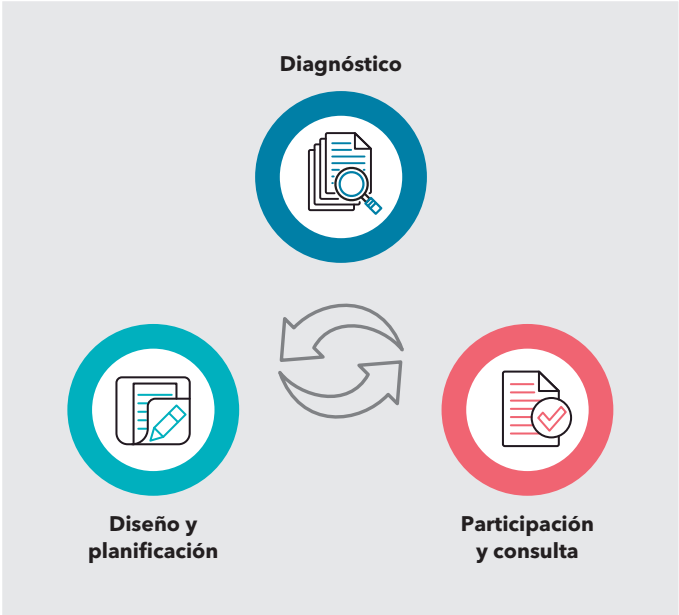 Diagnóstico
Diseño y
planificación
Participación
y consulta